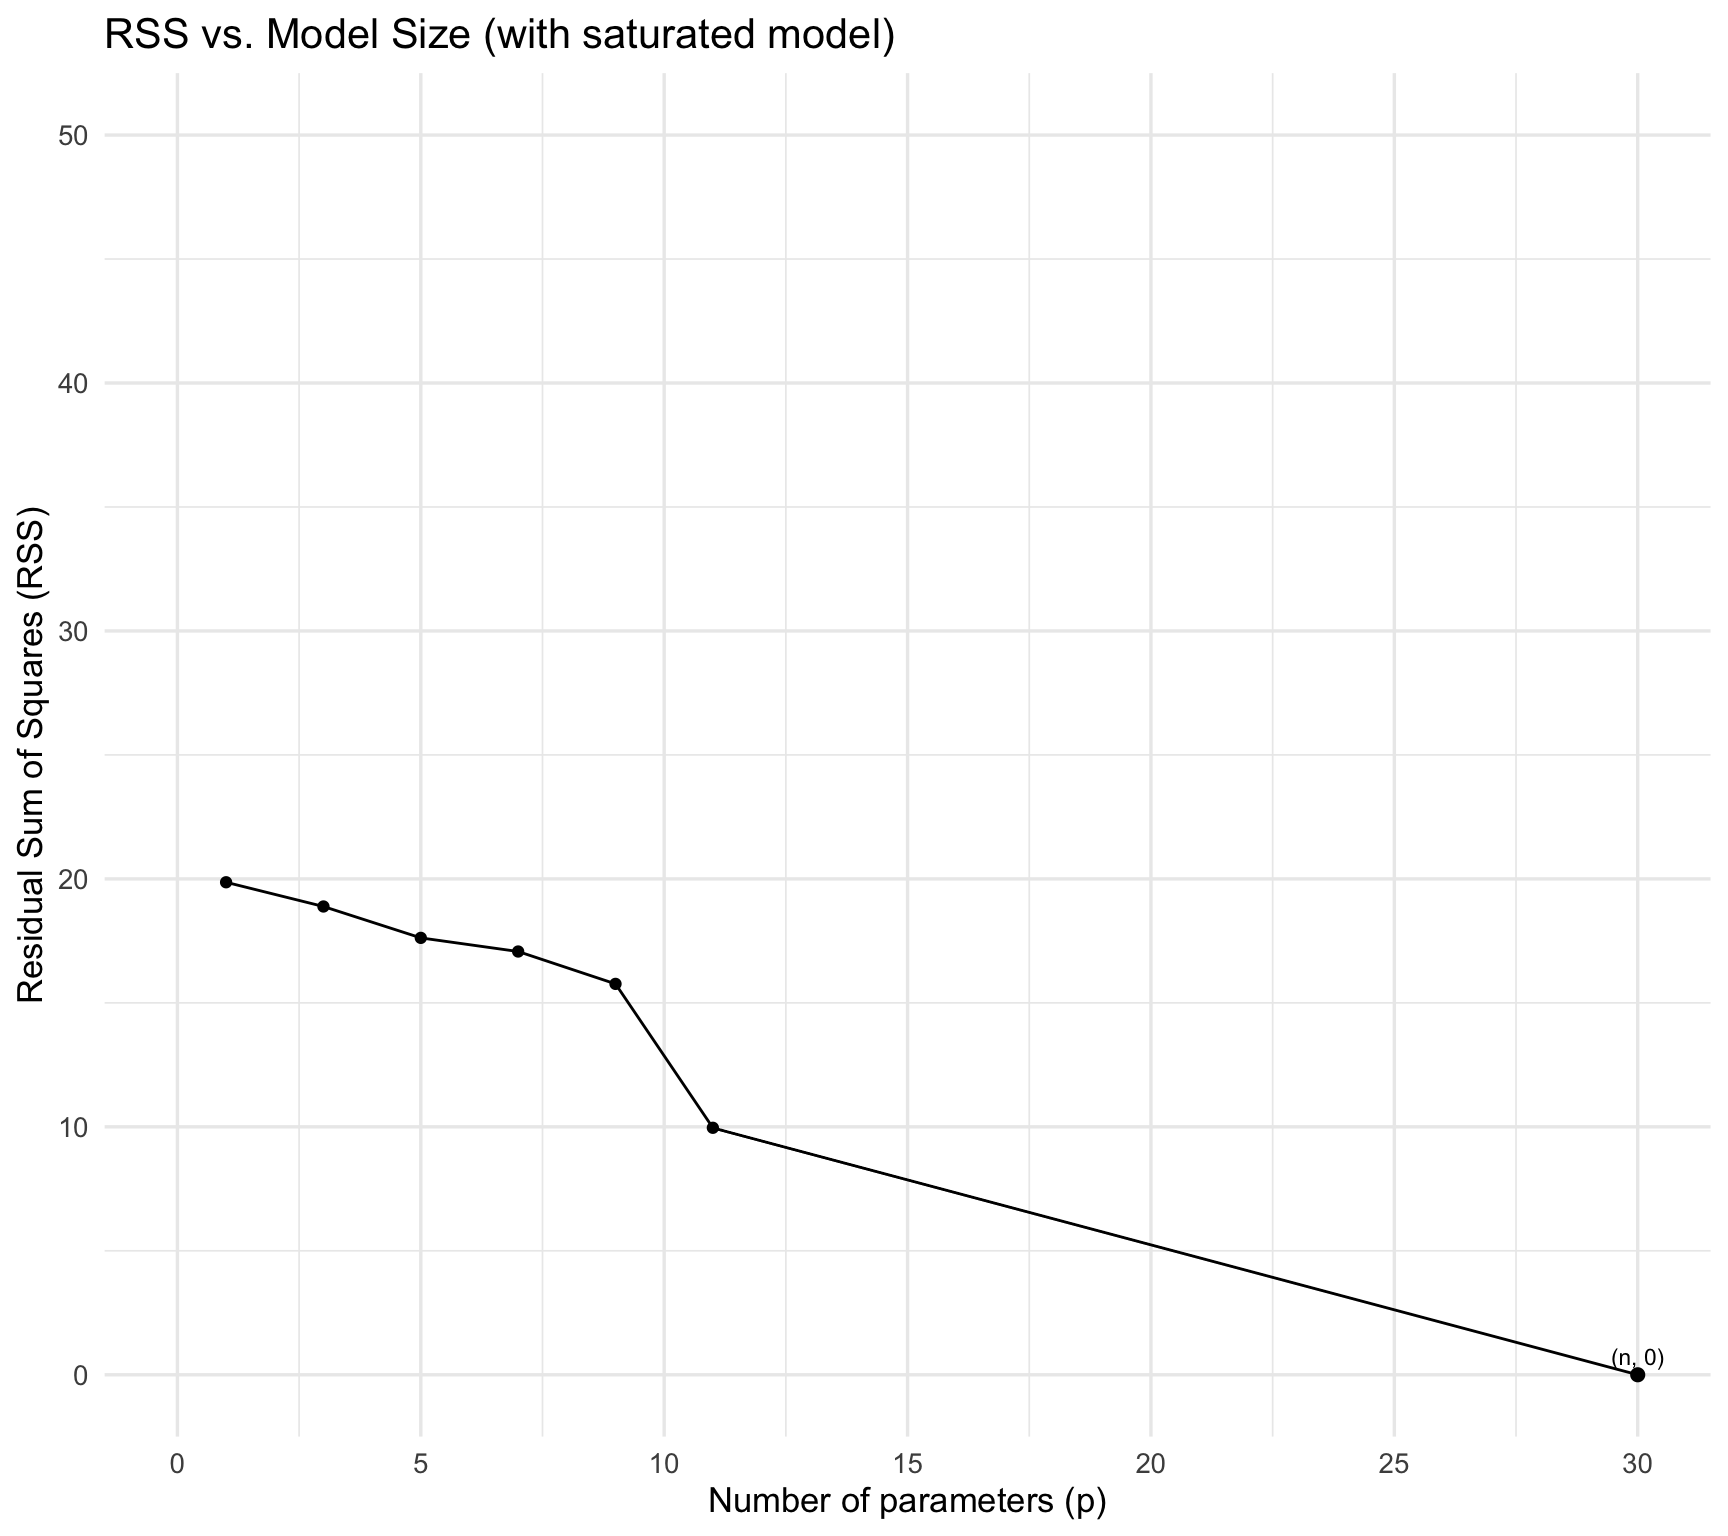 RSS vs. Model Size (with saturated model)
Residual Sum of Squares (RSS)
50
40
30
20
10
0
(n, 0)
0 5 10 15 20 25 30
Number of parameters (p)